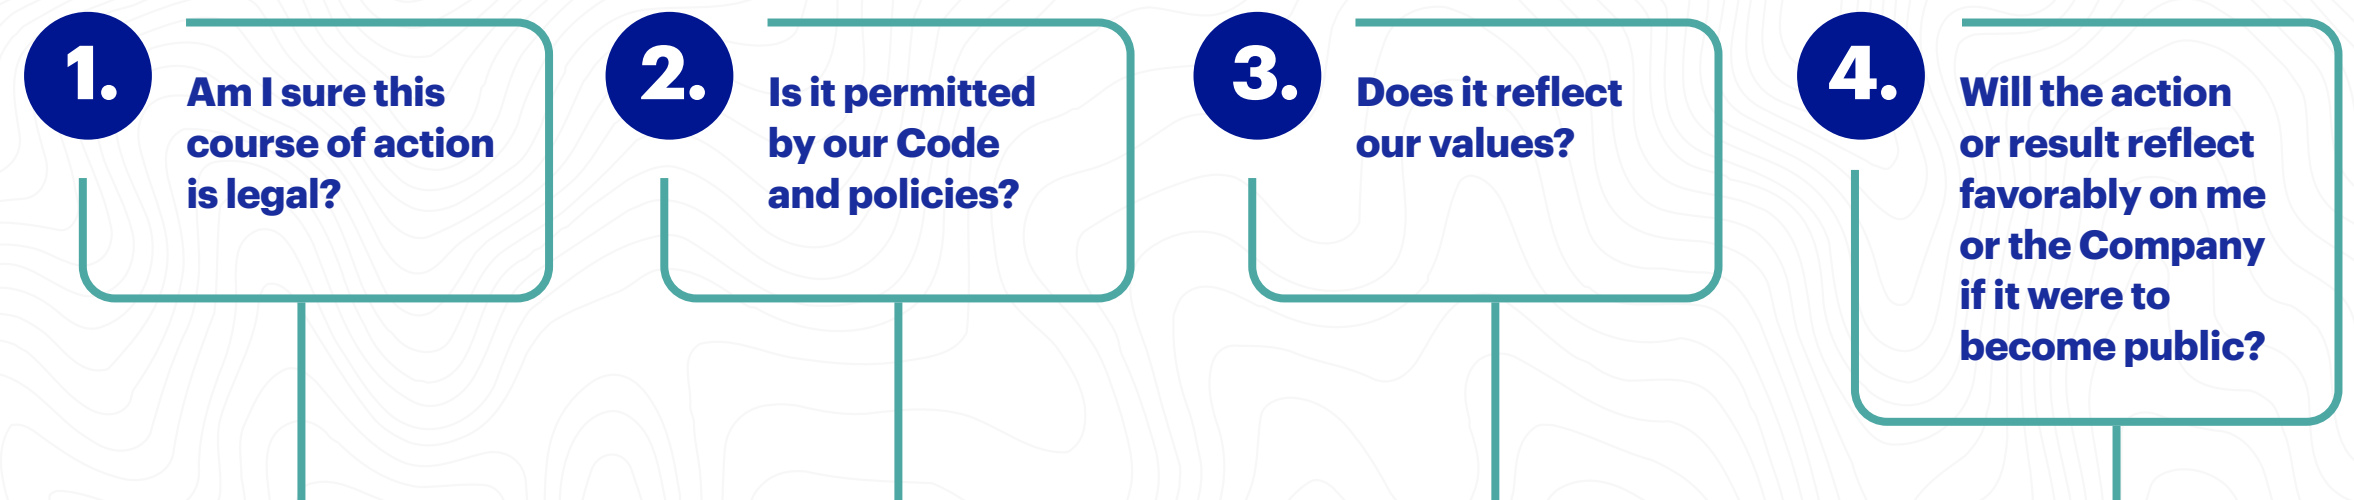 1.
Am I sure this
course of action
is legal?
2.
Is it permitted
by our Code
and policies?
3.
Does it reflect
our values?
4.
Will the action
or result reflect
favorably on me
or the Company
if it were to
become public?